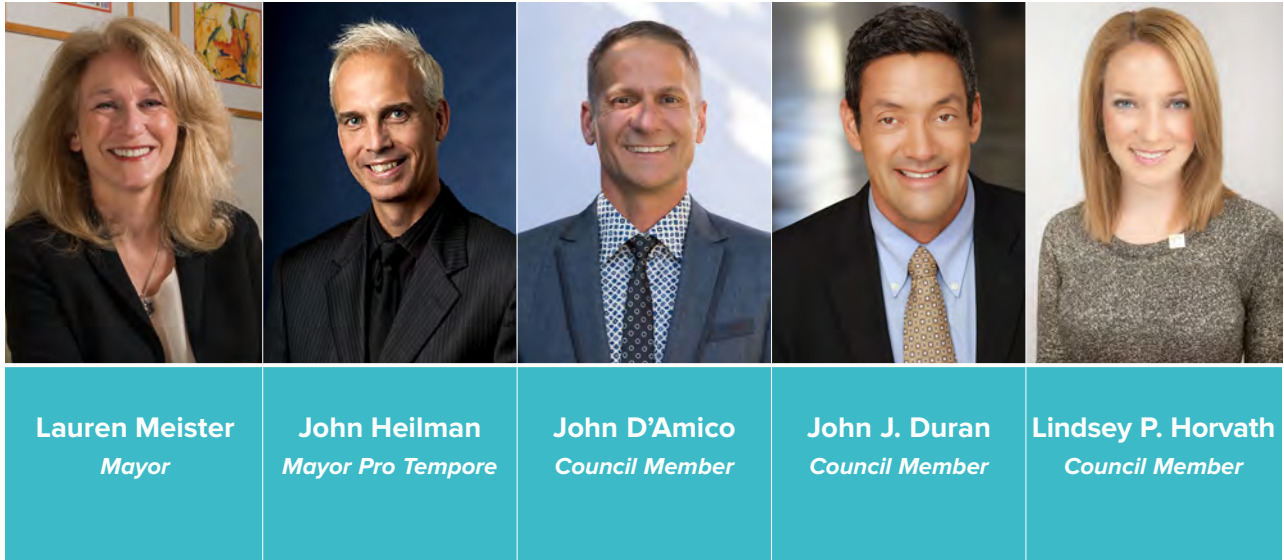 Lauren Meister
Mayor
John Heilman
Mayor Pro Tempore
John D'Amico
Council Member
John J. Duran
Council Member
Lindsey P. Horvath
Council Member